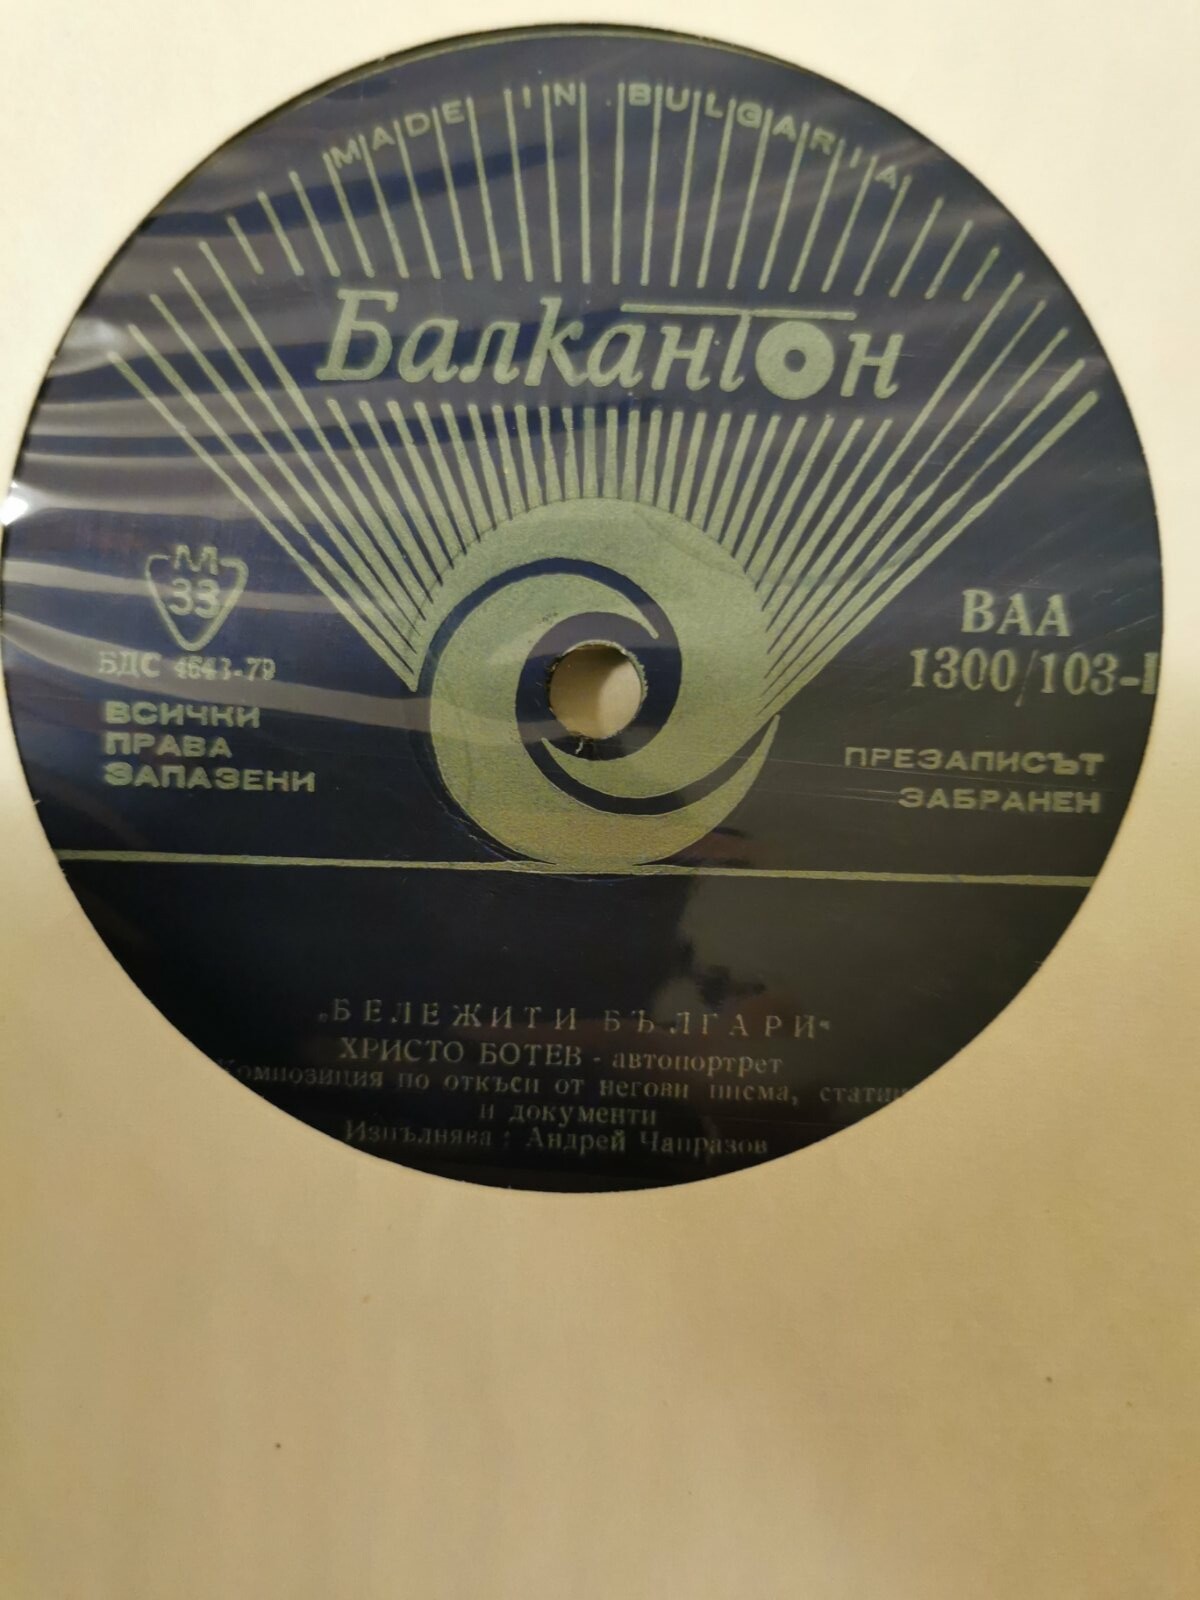 MADE IN BULGARIA
Балкантон
М
33
БДС 4643-79
ВСИЧКИ
ПРАВА
ЗАПАЗЕНИ
ВАА
1300/103-I
ПРЕЗАПИСЪТ
ЗАБРАНЕН
„БЕЛЕЖИТИ БЪЛГАРИ“
ХРИСТО БОТЕВ - автопортрет
Композиция по откъси от негови писма, статии
и документи
Изпълнява : Андрей Чапразов